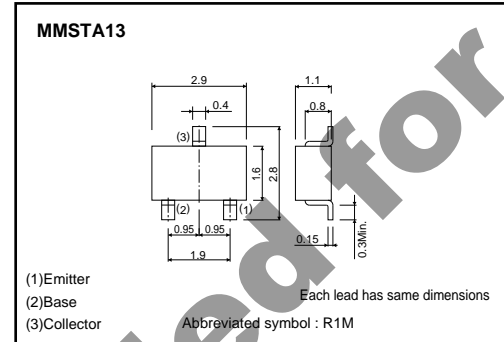 MMSTA13
2.9
1.1
0.4
0.8
(3)
1.6
2.8
(2)
(1)
0.95
0.95
0.15
0.3Min.
1.9
(1)Emitter
(2)Base
(3)Collector
Each lead has same dimensions
Abbreviated symbol : R1M
ed for